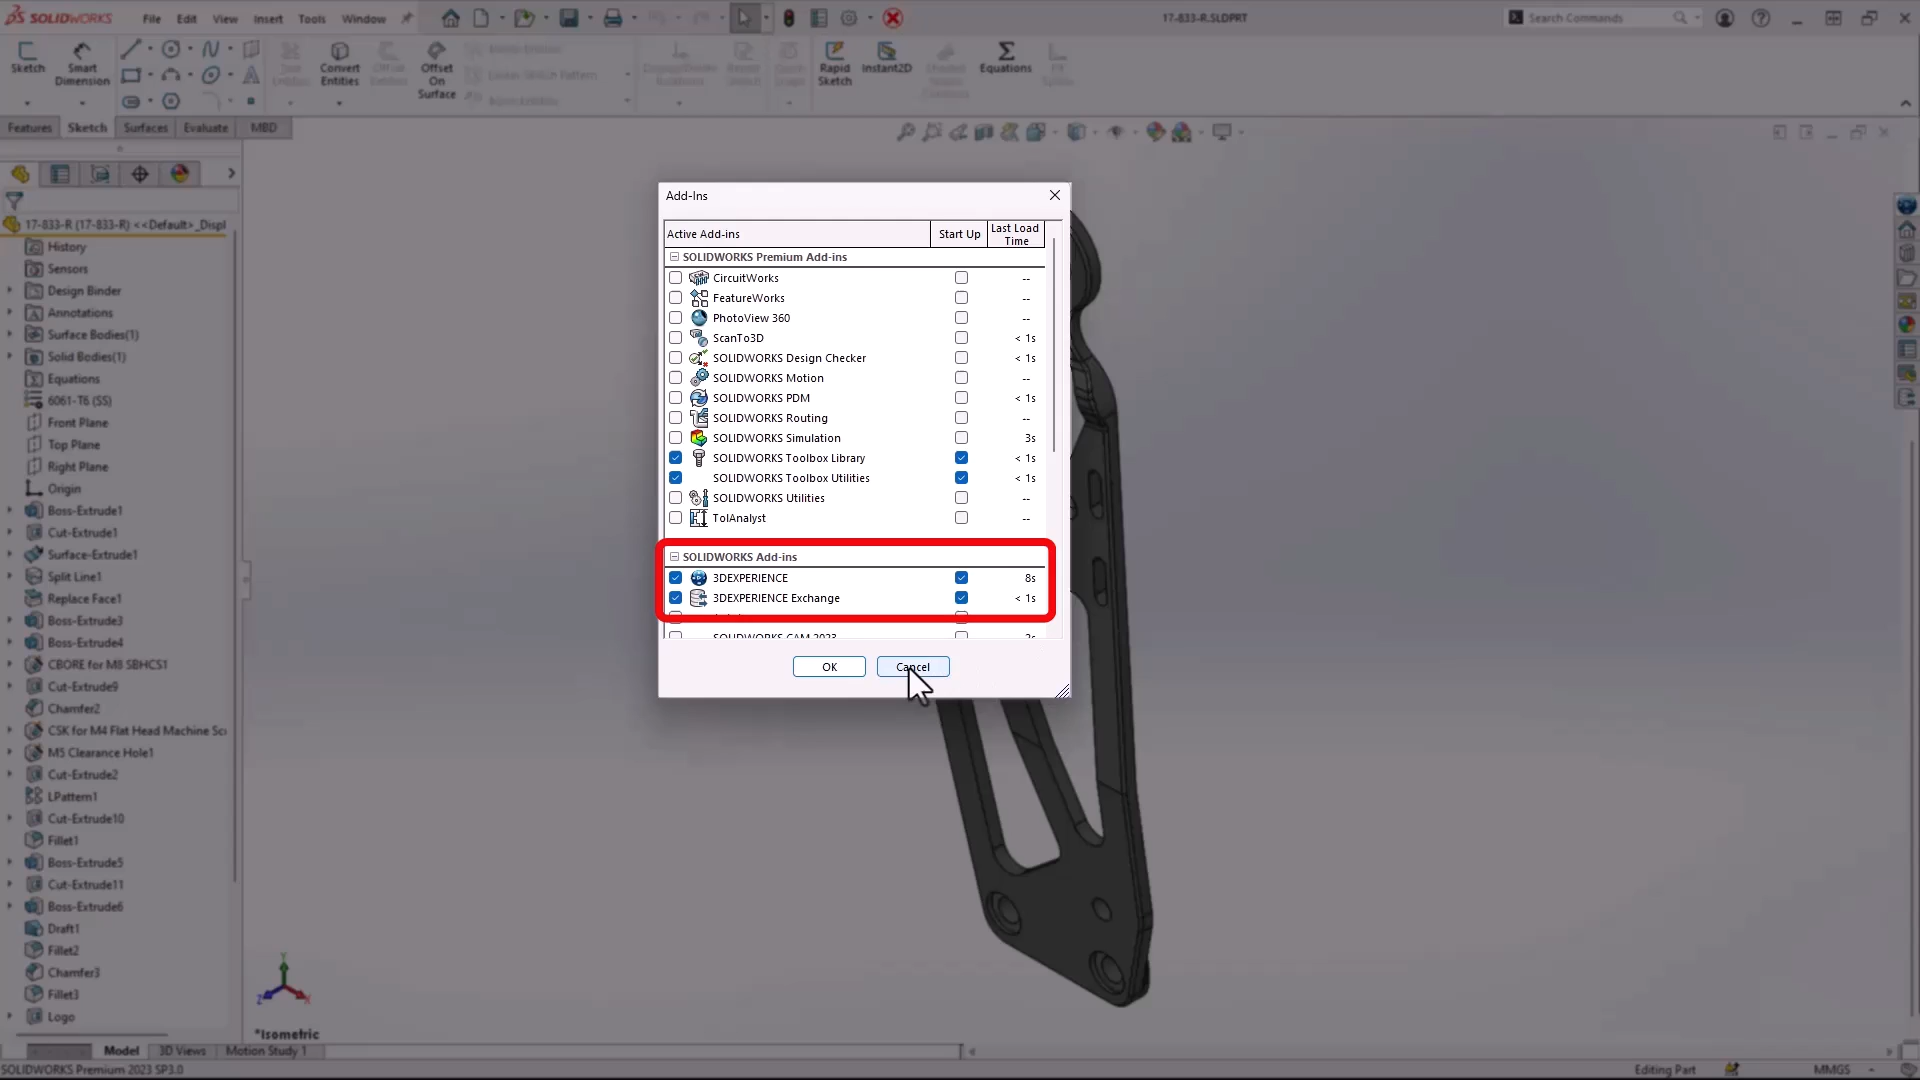 SOLIDWORKS File Edit View Insert Tools Window 17-833-R.SLDPRT Search Commands
Sketch Smart Dimension Convert Entities Offset On Surface Rapid Sketch Instant2D Equations
Features Sketch Surfaces Evaluate MBD
17-833-R (17-833-R) <<Default>_Displ
History
Sensors
Design Binder
Annotations
Surface Bodies(1)
Solid Bodies(1)
Equations
6061-T6 (SS)
Front Plane
Top Plane
Right Plane
Origin
Boss-Extrude1
Cut-Extrude1
Surface-Extrude1
Split Line1
Replace Face1
Boss-Extrude3
Boss-Extrude4
CBORE for M8 SBHCS1
Cut-Extrude9
Chamfer2
CSK for M4 Flat Head Machine Scr
M5 Clearance Hole1
Cut-Extrude2
LPattern1
Cut-Extrude10
Fillet1
Boss-Extrude5
Cut-Extrude11
Boss-Extrude6
Draft1
Fillet2
Chamfer3
Fillet3
Logo
Add-Ins
Active Add-ins Start Up Last Load Time
SOLIDWORKS Premium Add-ins
CircuitWorks --
FeatureWorks --
PhotoView 360 --
ScanTo3D < 1s
SOLIDWORKS Design Checker < 1s
SOLIDWORKS Motion --
SOLIDWORKS PDM < 1s
SOLIDWORKS Routing --
SOLIDWORKS Simulation 3s
SOLIDWORKS Toolbox Library < 1s
SOLIDWORKS Toolbox Utilities < 1s
SOLIDWORKS Utilities --
TolAnalyst --
SOLIDWORKS Add-ins
3DEXPERIENCE 8s
3DEXPERIENCE Exchange < 1s
SOLIDWORKS CAM 2023 2s
OK Cancel
Y
Z X
*Isometric
Model 3D Views Motion Study 1
SOLIDWORKS Premium 2023 SP3.0 Editing Part MMGS